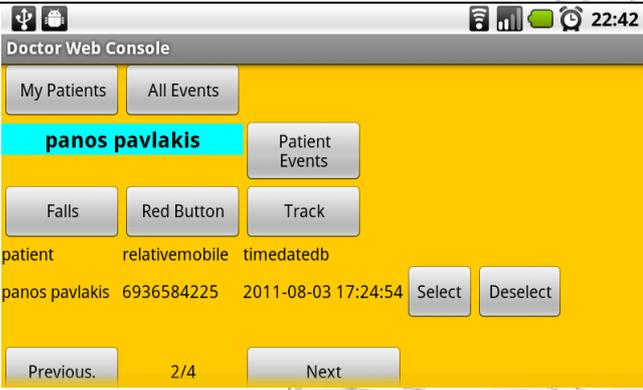 22:42
Doctor Web Console
My Patients All Events
panos pavlakis
Patient
Events
Falls Red Button Track
patient relativemobile timedatedb
panos pavlakis 6936584225 2011-08-03 17:24:54 Select Deselect
Previous. 2/4 Next